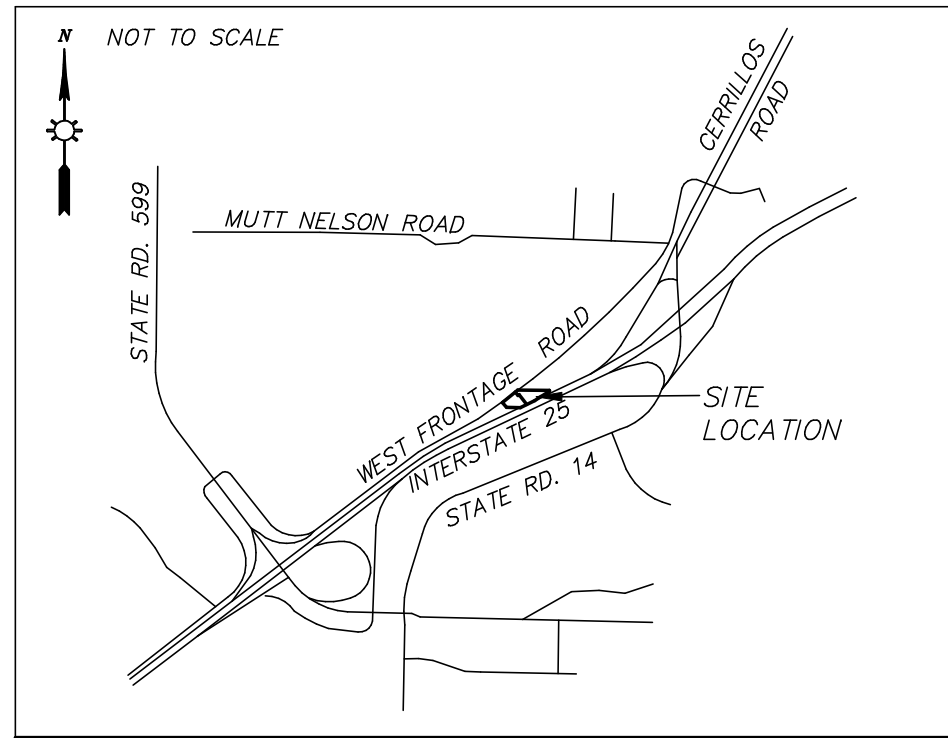 N
NOT TO SCALE
CERRILLOS
ROAD
STATE RD. 599
MUTT NELSON ROAD
WEST FRONTAGE ROAD
INTERSTATE 25
SITE
LOCATION
STATE RD. 14